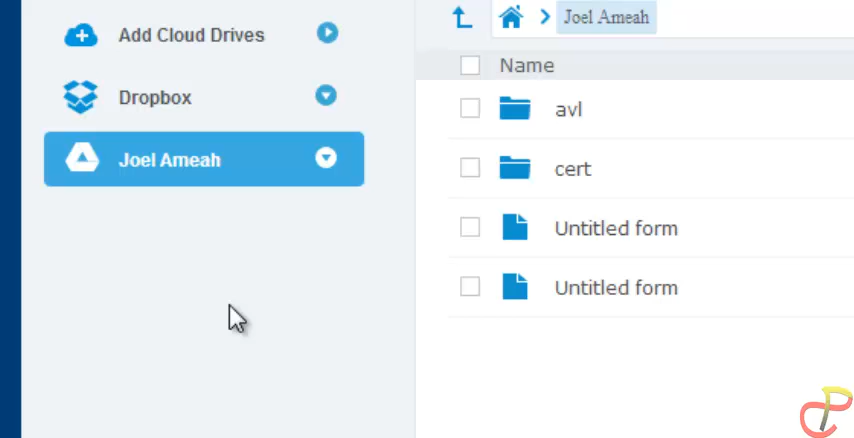 Add Cloud Drives
Dropbox
Joel Ameah
Joel Ameah
Name
avl
cert
Untitled form
Untitled form